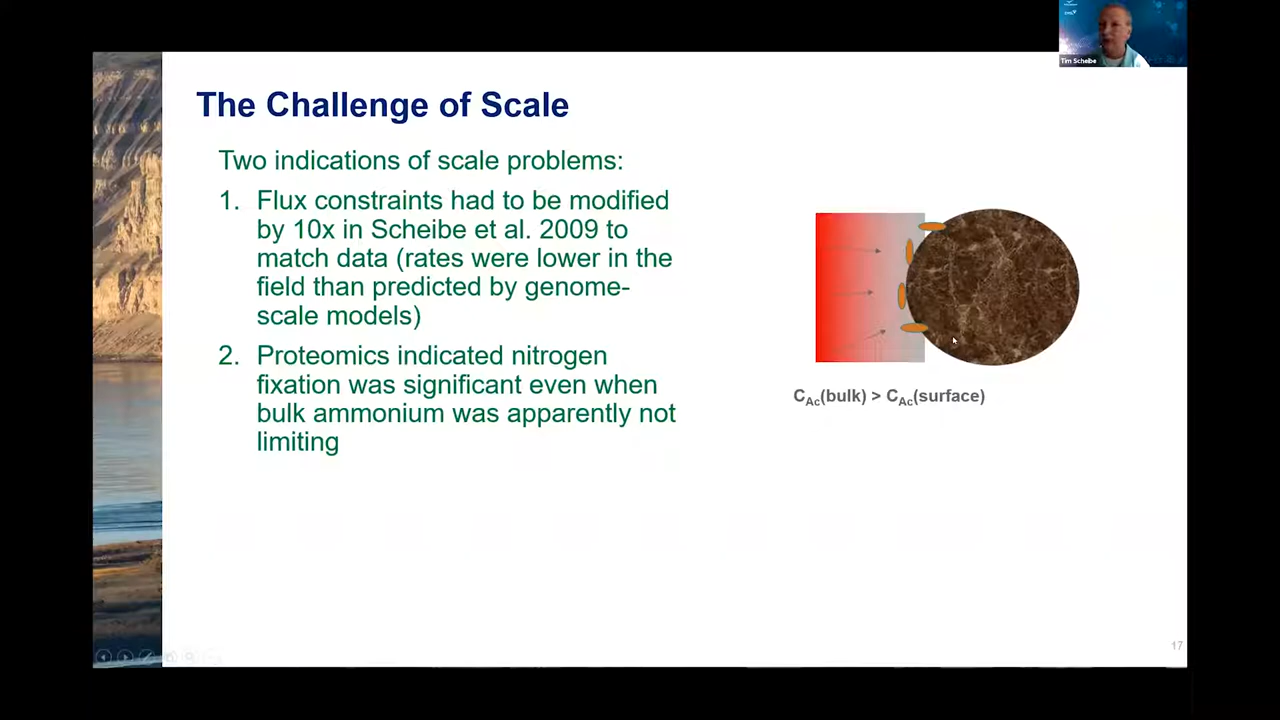 Tim Scheibe
The Challenge of Scale
Two indications of scale problems:
1. Flux constraints had to be modified
by 10x in Scheibe et al. 2009 to
match data (rates were lower in the
field than predicted by genome-
scale models)
2. Proteomics indicated nitrogen
fixation was significant even when
bulk ammonium was apparently not
limiting
CAc(bulk) > CAc(surface)
17